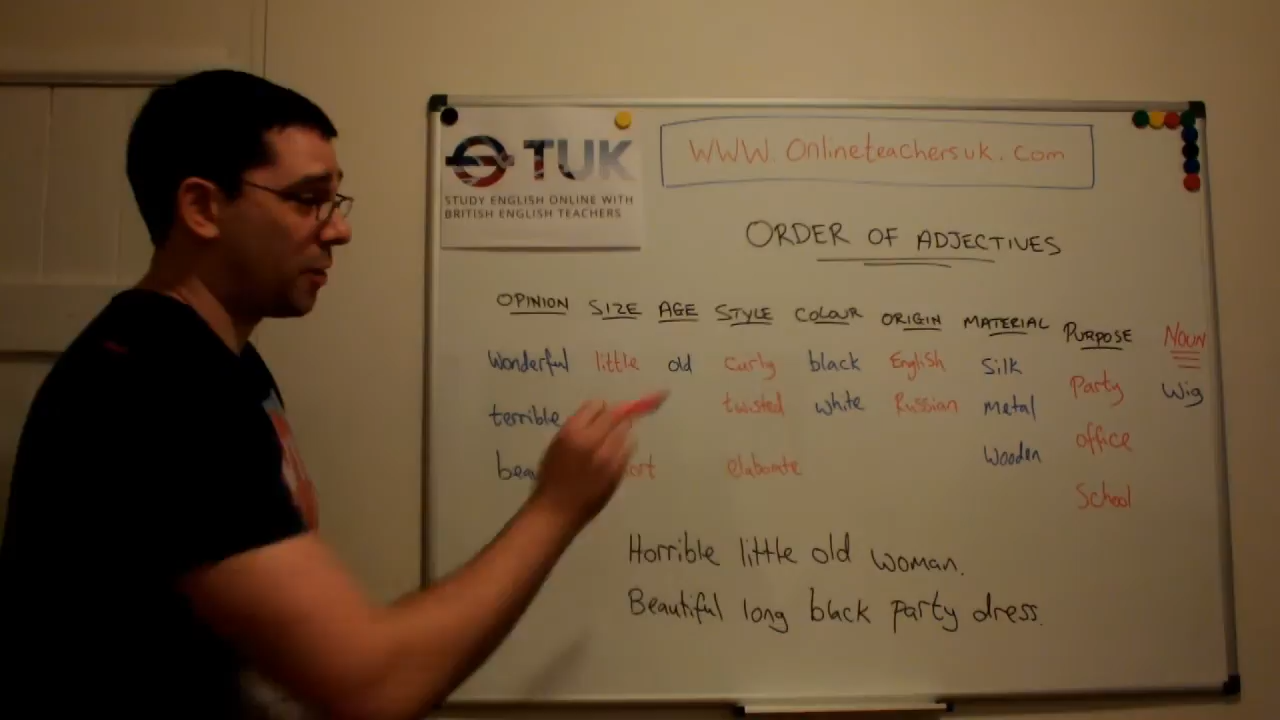 TUK
STUDY ENGLISH ONLINE WITH
BRITISH ENGLISH TEACHERS
WWW.Onlineteachersuk.com
ORDER OF ADJECTIVES
OPINION SIZE AGE STYLE COLOUR ORIGIN MATERIAL PURPOSE NOUN
Wonderful little old Curly black English Silk Party Wig
terrible twisted white Russian Metal office
elaborate Wooden School
Horrible little old woman.
Beautiful long black party dress.